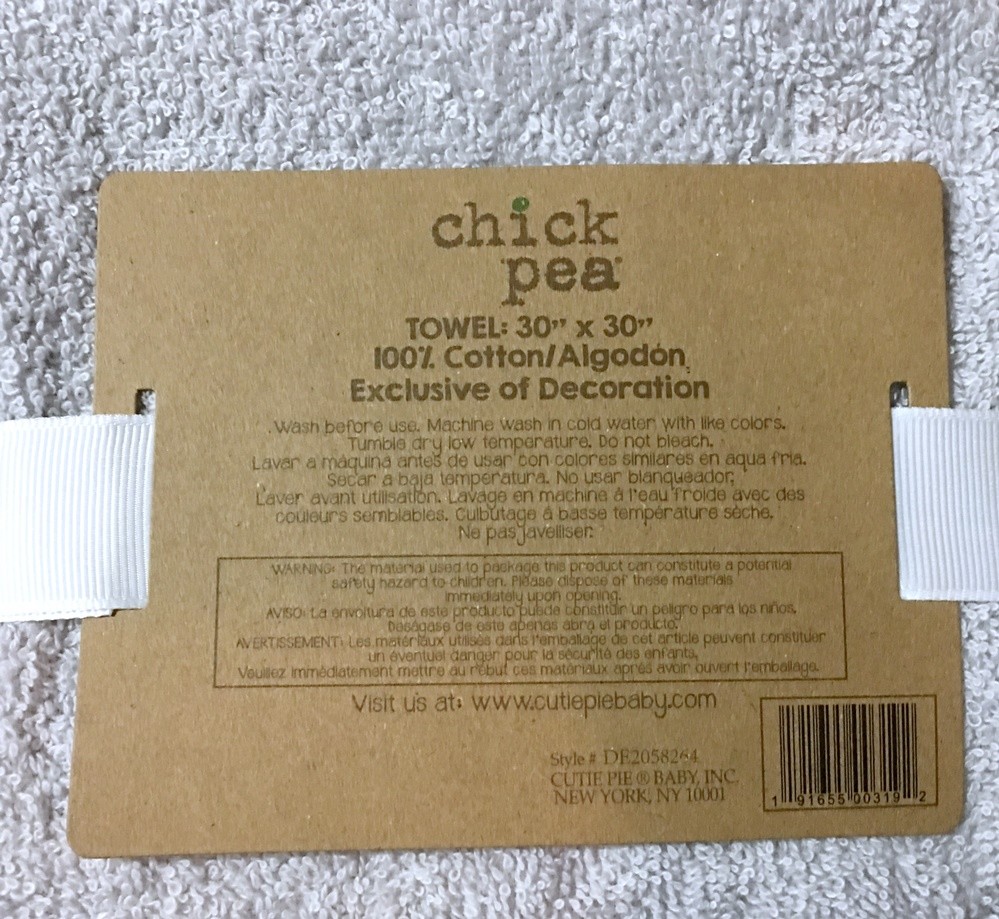 chick
pea
TOWEL: 30” x 30”
100% Cotton/Algodón,
Exclusive of Decoration
Wash before use. Machine wash in cold water with like colors.
Tumble dry low temperature. Do not bleach.
Lavar a máquina antes de usar con colores similares en aqua fria.
Secar a baja temperatura. No usar blanqueador.
Laver avant utilisation. Lavage en machine à l'eau froide avec des
couleurs semblables. Culbutage à basse température sèche.
Ne pas javelliser.
WARNING: The material used to package this product can constitute a potential
safety hazard to children. Please dispose of these materials
immediately upon opening.
AVISO: La envoltura de este producto puede constituir un peligro para los niños.
Deságase de este apenas abra el producto.
AVERTISSEMENT: Les matériaux utilisés dans l'emballage de cet article peuvent constituer
un éventuel danger pour la sécurité des enfants.
Veuillez immédiatement mettre au rebut ces matériaux après avoir ouvert l'emballage.
Visit us at: www.cutiepiebaby.com
Style # DE2058264
CUTIE PIE ® BABY, INC.
NEW YORK, NY 10001
1 91655 00319 2